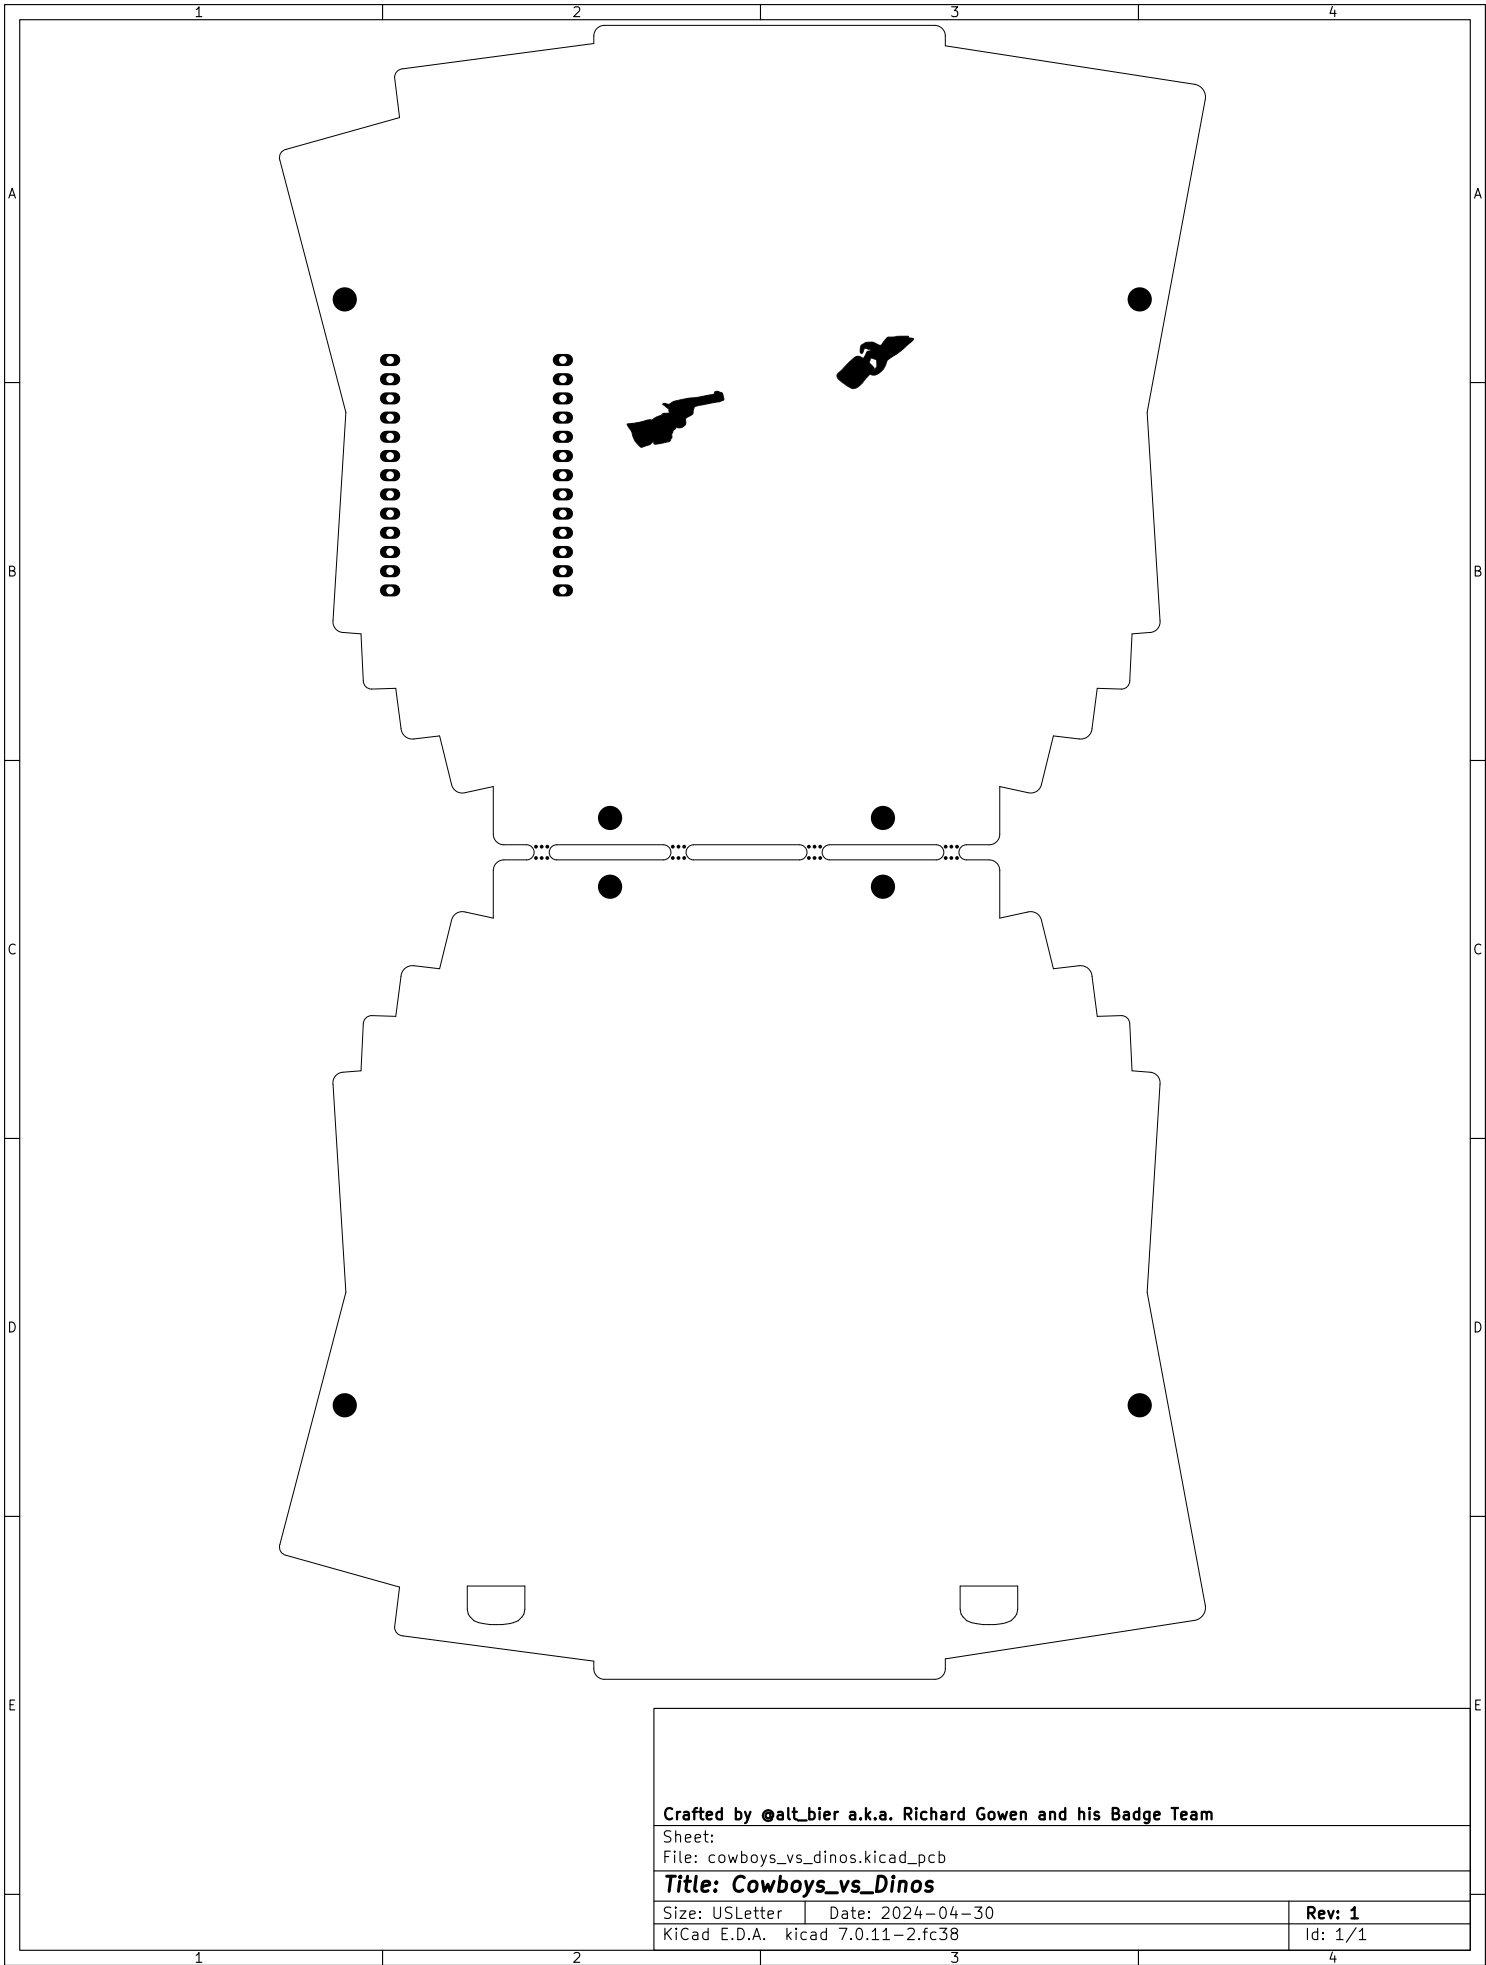 1 2 3 4
A A
B B
C C
D D
E E
Crafted by @alt_bier a.k.a. Richard Gowen and his Badge Team
Sheet:
File: cowboys_vs_dinos.kicad_pcb
Title: Cowboys_vs_Dinos
Size: USLetter Date: 2024-04-30 Rev: 1
KiCad E.D.A. kicad 7.0.11-2.fc38 Id: 1/1
1 2 3 4